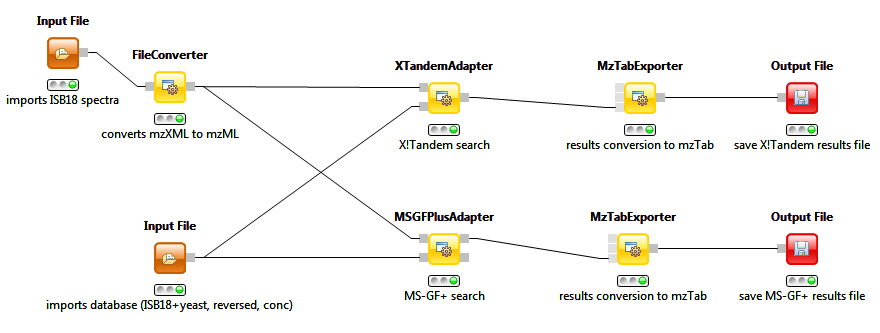 Input File
FileConverter
imports ISB18 spectra
converts mzXML to mzML
XTandemAdapter
MzTabExporter
Output File
X!Tandem search
results conversion to mzTab
save X!Tandem results file
Input File
imports database (ISB18+yeast, reversed, conc)
MSGFPlusAdapter
MzTabExporter
Output File
MS-GF+ search
results conversion to mzTab
save MS-GF+ results file